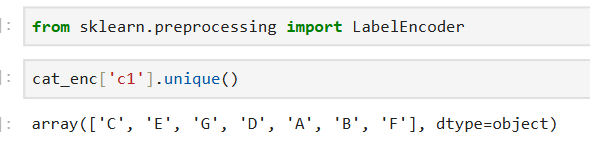 ]: from sklearn.preprocessing import LabelEncoder
]: cat_enc['c1'].unique()
]: array(['C', 'E', 'G', 'D', 'A', 'B', 'F'], dtype=object)